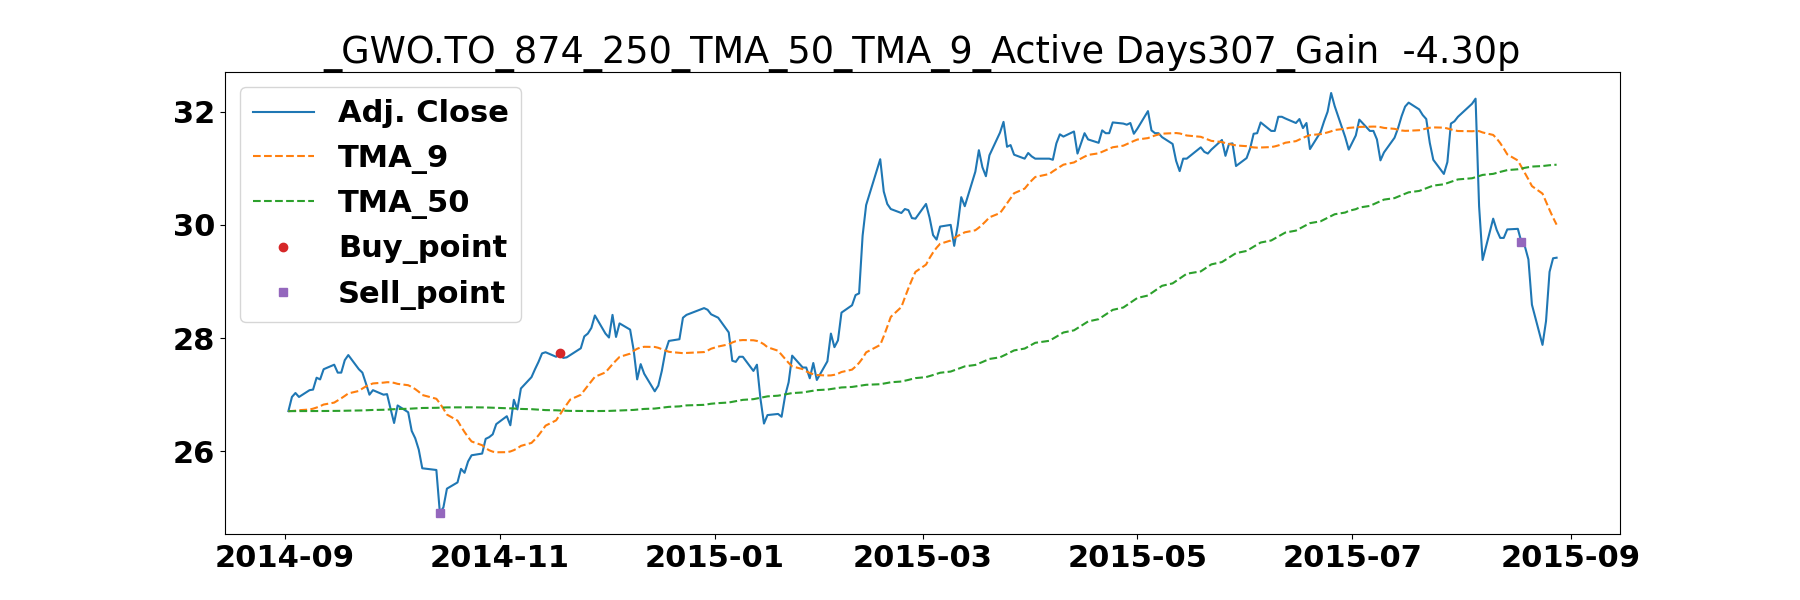 _GWO.TO_874_250_TMA_50_TMA_9_Active Days307_Gain  -4.30p
Adj. Close
TMA_9
TMA_50
Buy_point
Sell_point
32
30
28
26
2014-09 2014-11 2015-01 2015-03 2015-05 2015-07 2015-09